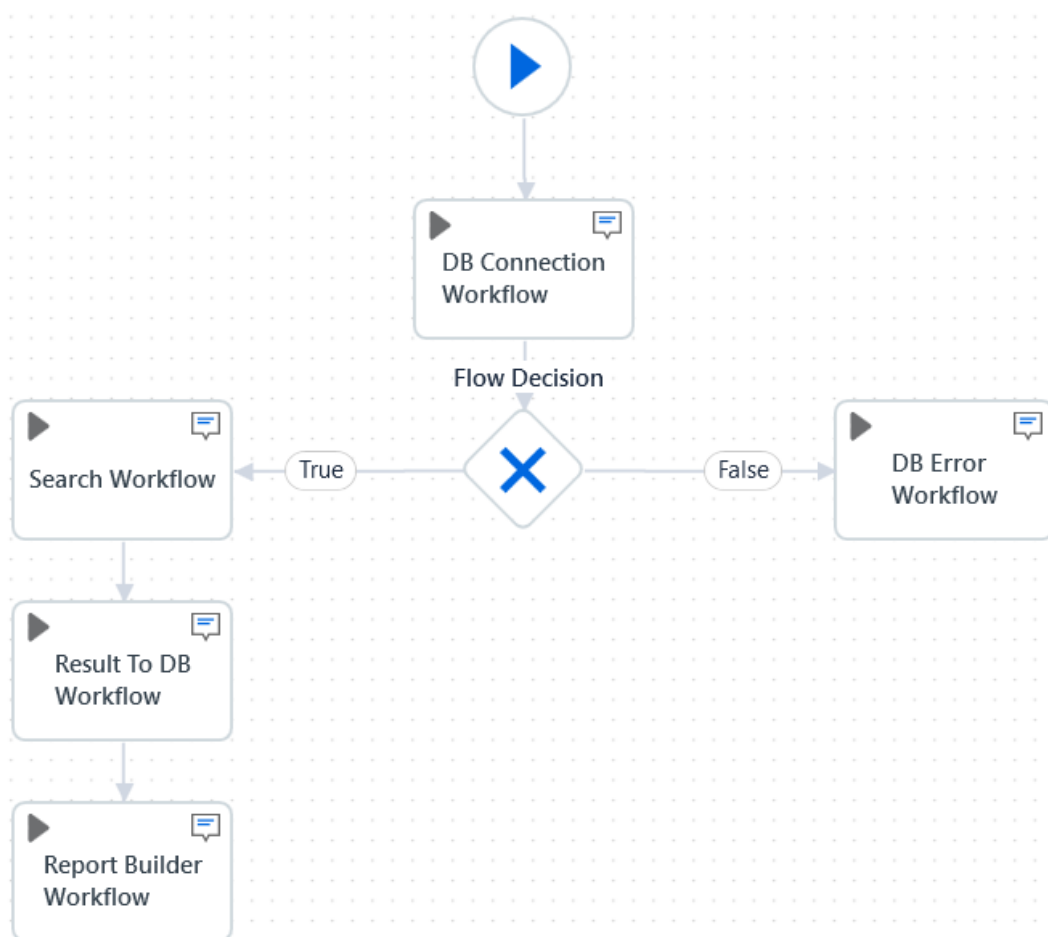 DB Connection
Workflow
Flow Decision
Search Workflow
True
False
DB Error
Workflow
Result To DB
Workflow
Report Builder
Workflow